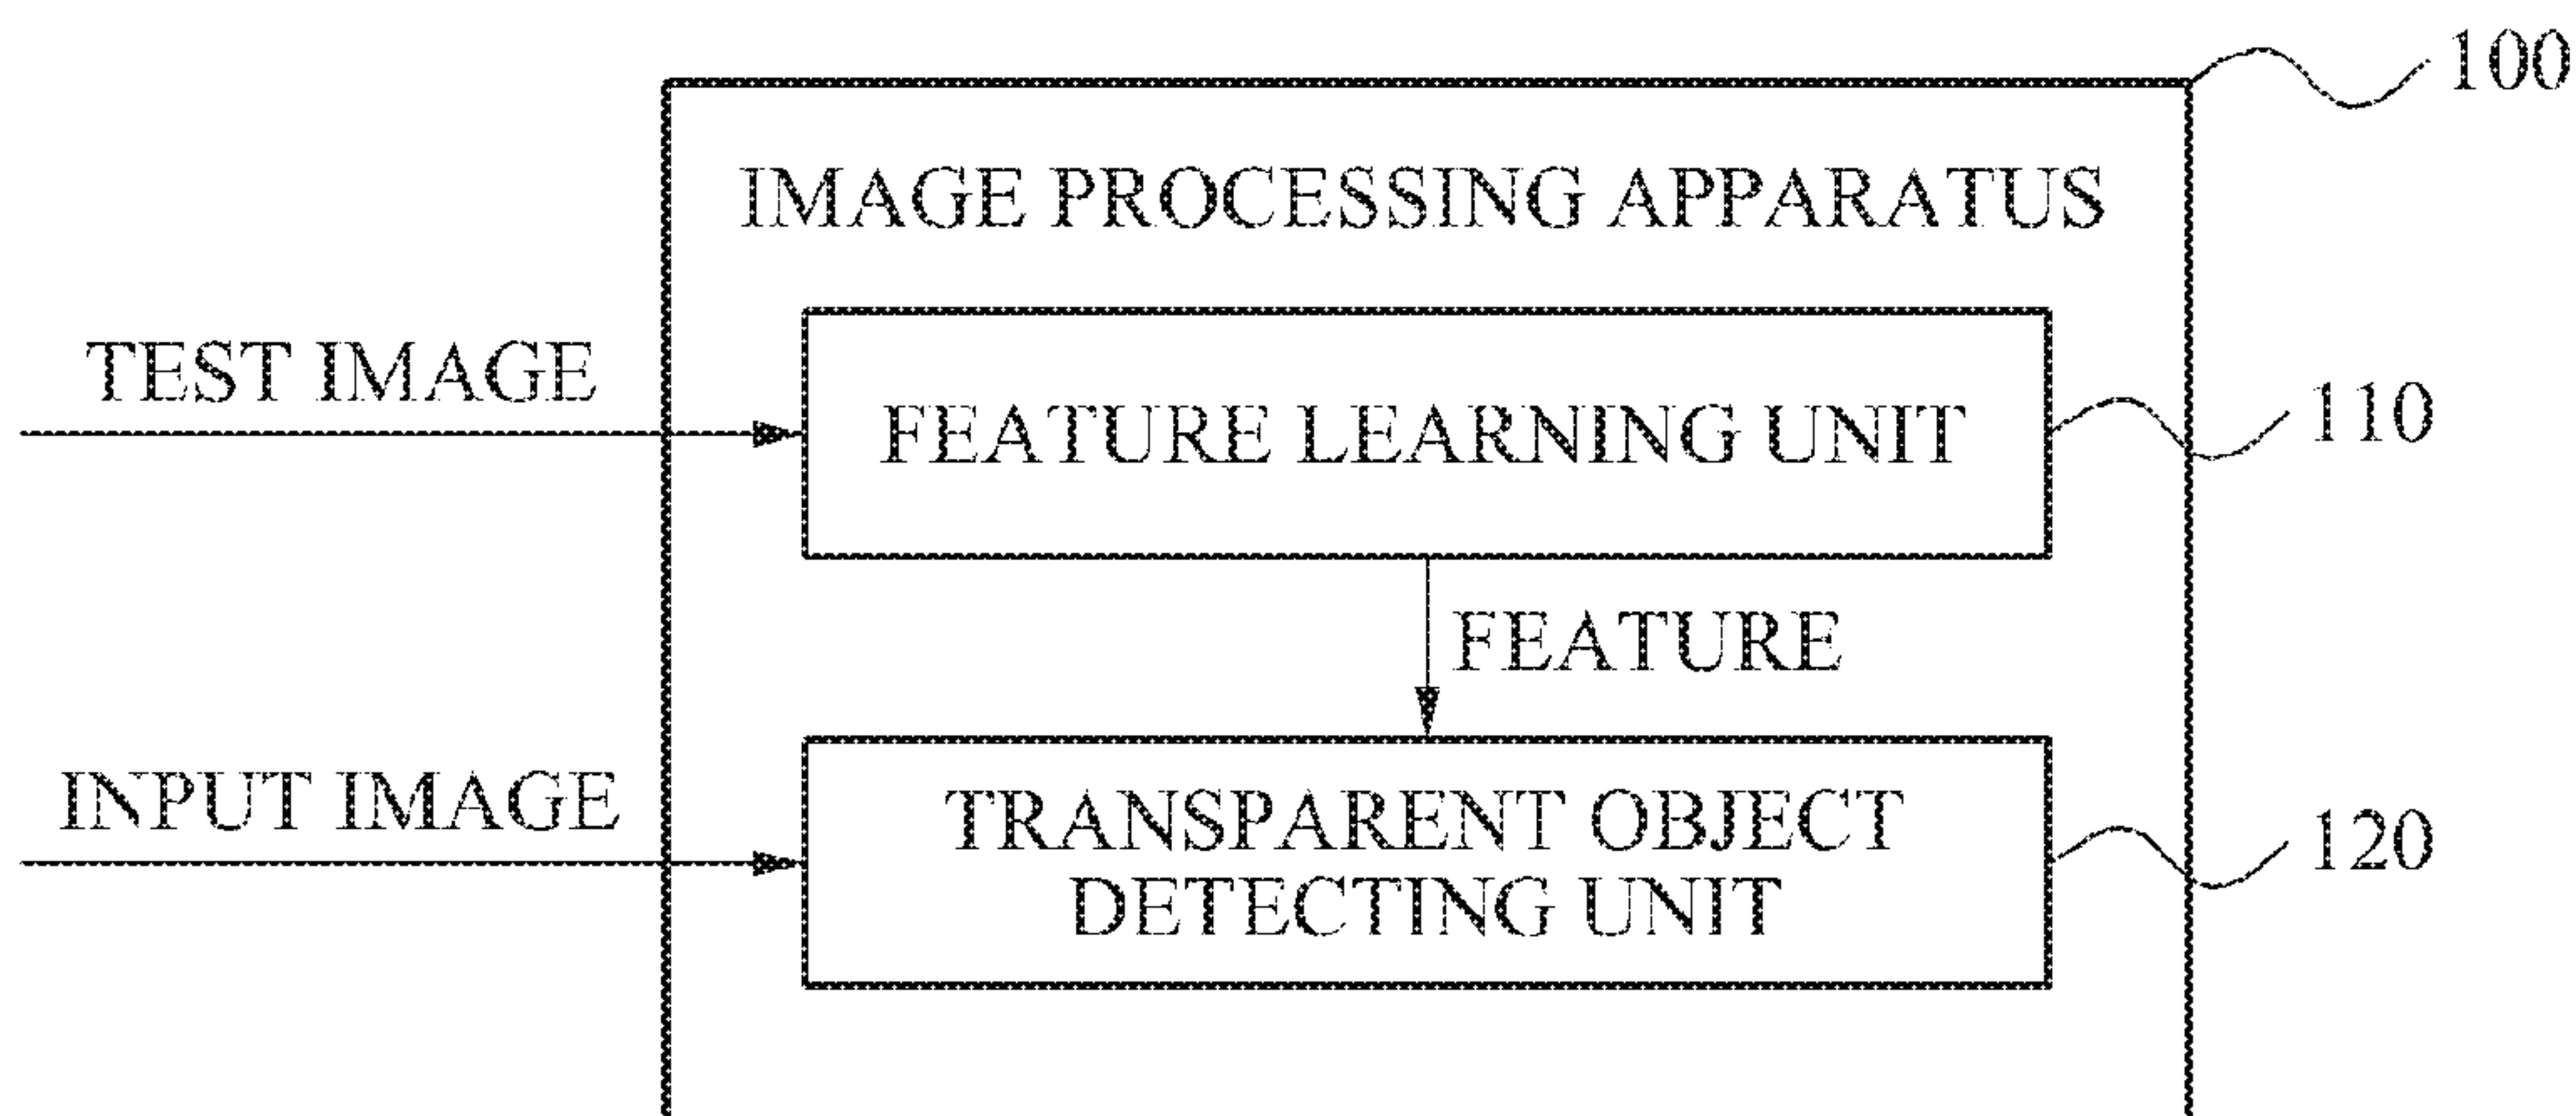 100
IMAGE PROCESSING APPARATUS
TEST IMAGE
FEATURE LEARNING UNIT
110
FEATURE
INPUT IMAGE
TRANSPARENT OBJECT
DETECTING UNIT
120